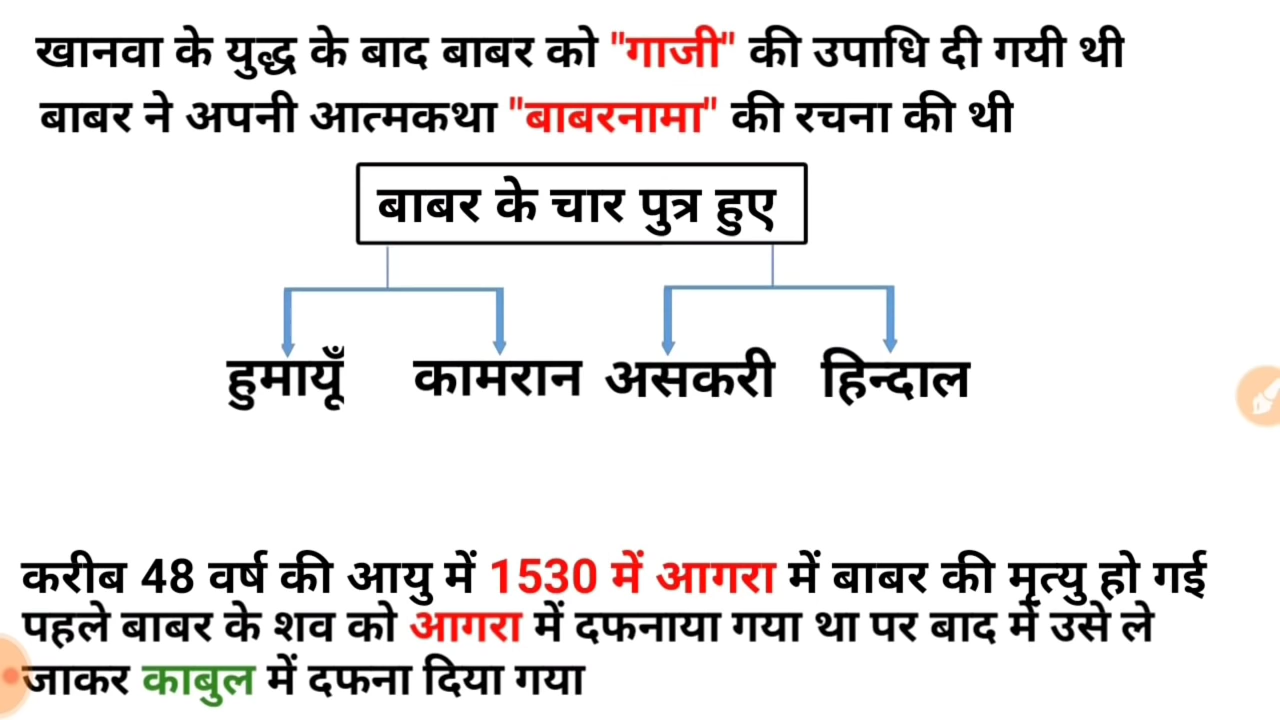 खानवा के युद्ध के बाद बाबर को "गाजी" की उपाधि दी गयी थी
बाबर ने अपनी आत्मकथा "बाबरनामा" की रचना की थी
बाबर के चार पुत्र हुए
हुमायूँ कामरान असकरी हिन्दाल
करीब 48 वर्ष की आयु में 1530 में आगरा में बाबर की मृत्यु हो गई
पहले बाबर के शव को आगरा में दफनाया गया था पर बाद में उसे ले
जाकर काबुल में दफना दिया गया